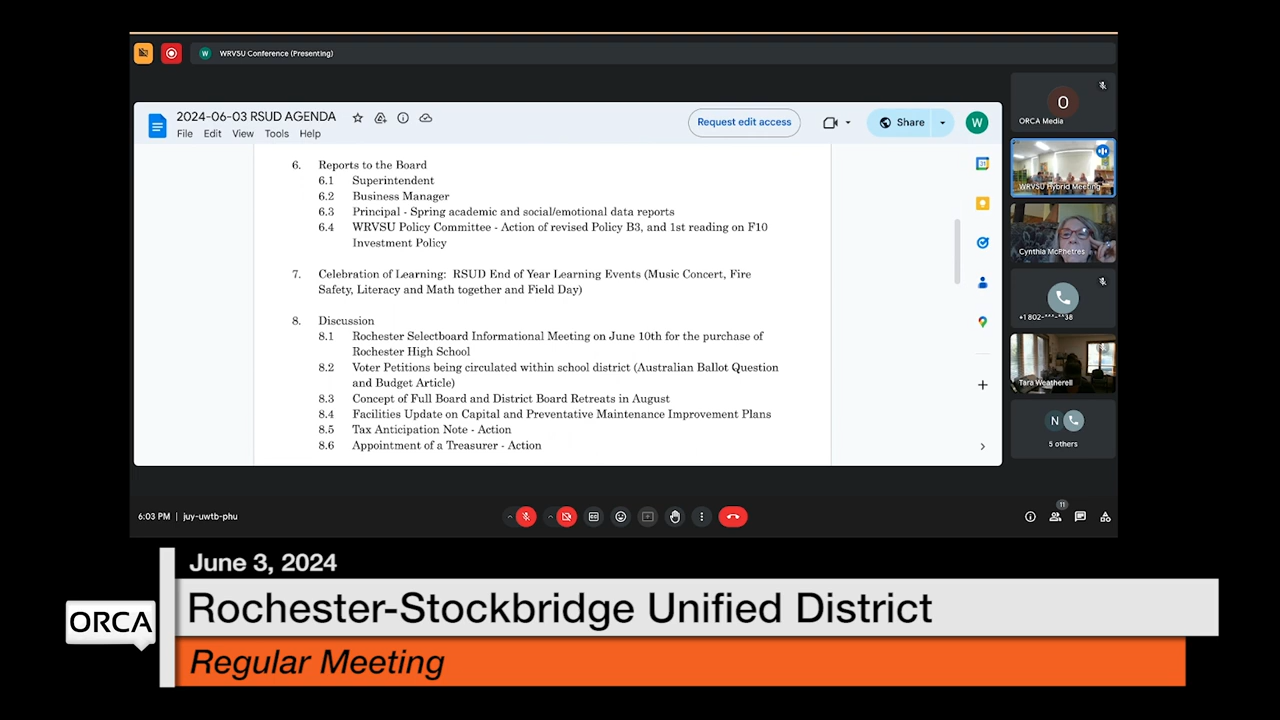 W WRVSU Conference (Presenting)
2024-06-03 RSUD AGENDA
File Edit View Tools Help
Request edit access
Share
W
6. Reports to the Board
6.1 Superintendent
6.2 Business Manager
6.3 Principal - Spring academic and social/emotional data reports
6.4 WRVSU Policy Committee - Action of revised Policy B3, and 1st reading on F10
Investment Policy
7. Celebration of Learning: RSUD End of Year Learning Events (Music Concert, Fire
Safety, Literacy and Math together and Field Day)
8. Discussion
8.1 Rochester Selectboard Informational Meeting on June 10th for the purchase of
Rochester High School
8.2 Voter Petitions being circulated within school district (Australian Ballot Question
and Budget Article)
8.3 Concept of Full Board and District Board Retreats in August
8.4 Facilities Update on Capital and Preventative Maintenance Improvement Plans
8.5 Tax Anticipation Note - Action
8.6 Appointment of a Treasurer - Action
31
O
ORCA Media
WRVSU Hybrid Meeting
Cynthia McPhetres
+1 802-***-**38
Tara Weatherell
N
5 others
6:03 PM | juy-uwtb-phu
11
June 3, 2024
Rochester-Stockbridge Unified District
ORCA
Regular Meeting